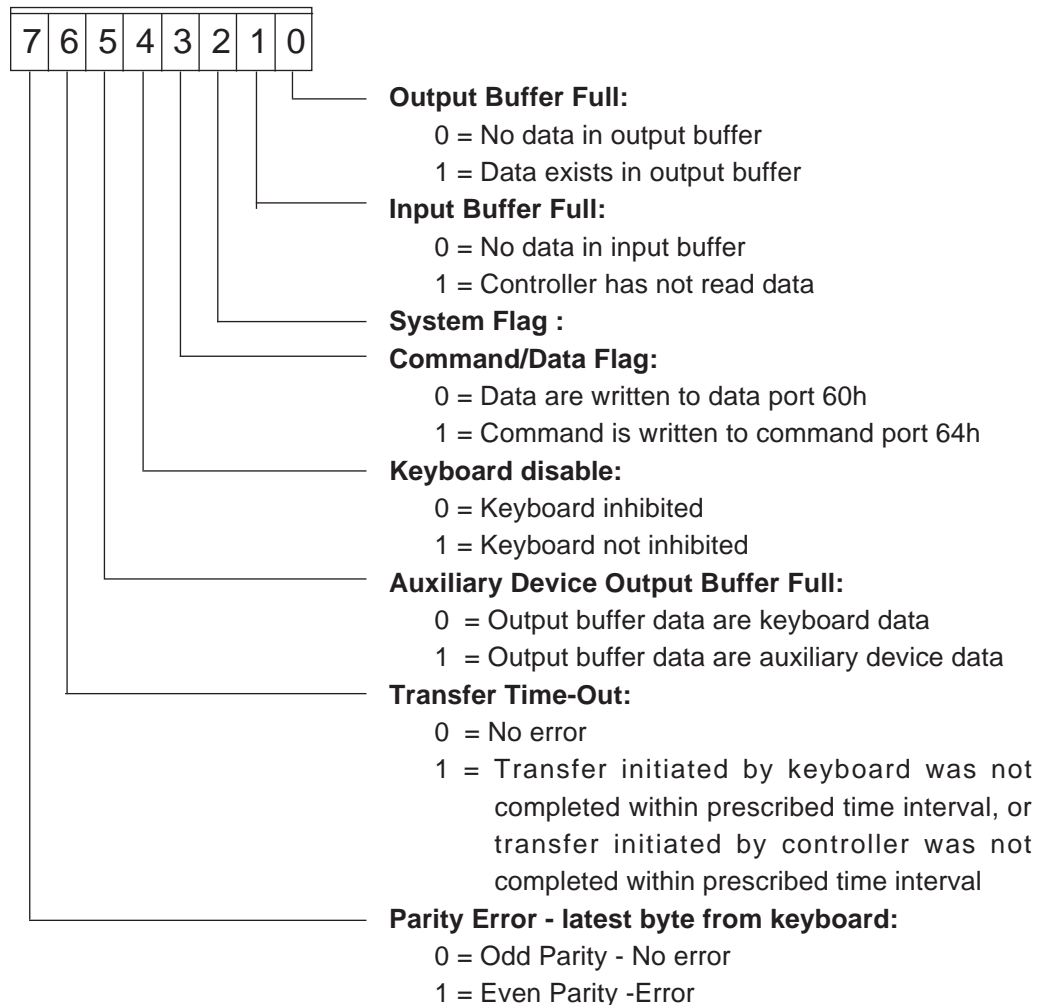 7 6 5 4 3 2 1 0
Output Buffer Full:
0 = No data in output buffer
1 = Data exists in output buffer
Input Buffer Full:
0 = No data in input buffer
1 = Controller has not read data
System Flag :
Command/Data Flag:
0 = Data are written to data port 60h
1 = Command is written to command port 64h
Keyboard disable:
0 = Keyboard inhibited
1 = Keyboard not inhibited
Auxiliary Device Output Buffer Full:
0 = Output buffer data are keyboard data
1 = Output buffer data are auxiliary device data
Transfer Time-Out:
0 = No error
1 = Transfer initiated by keyboard was not
completed within prescribed time interval, or
transfer initiated by controller was not
completed within prescribed time interval
Parity Error - latest byte from keyboard:
0 = Odd Parity - No error
1 = Even Parity -Error